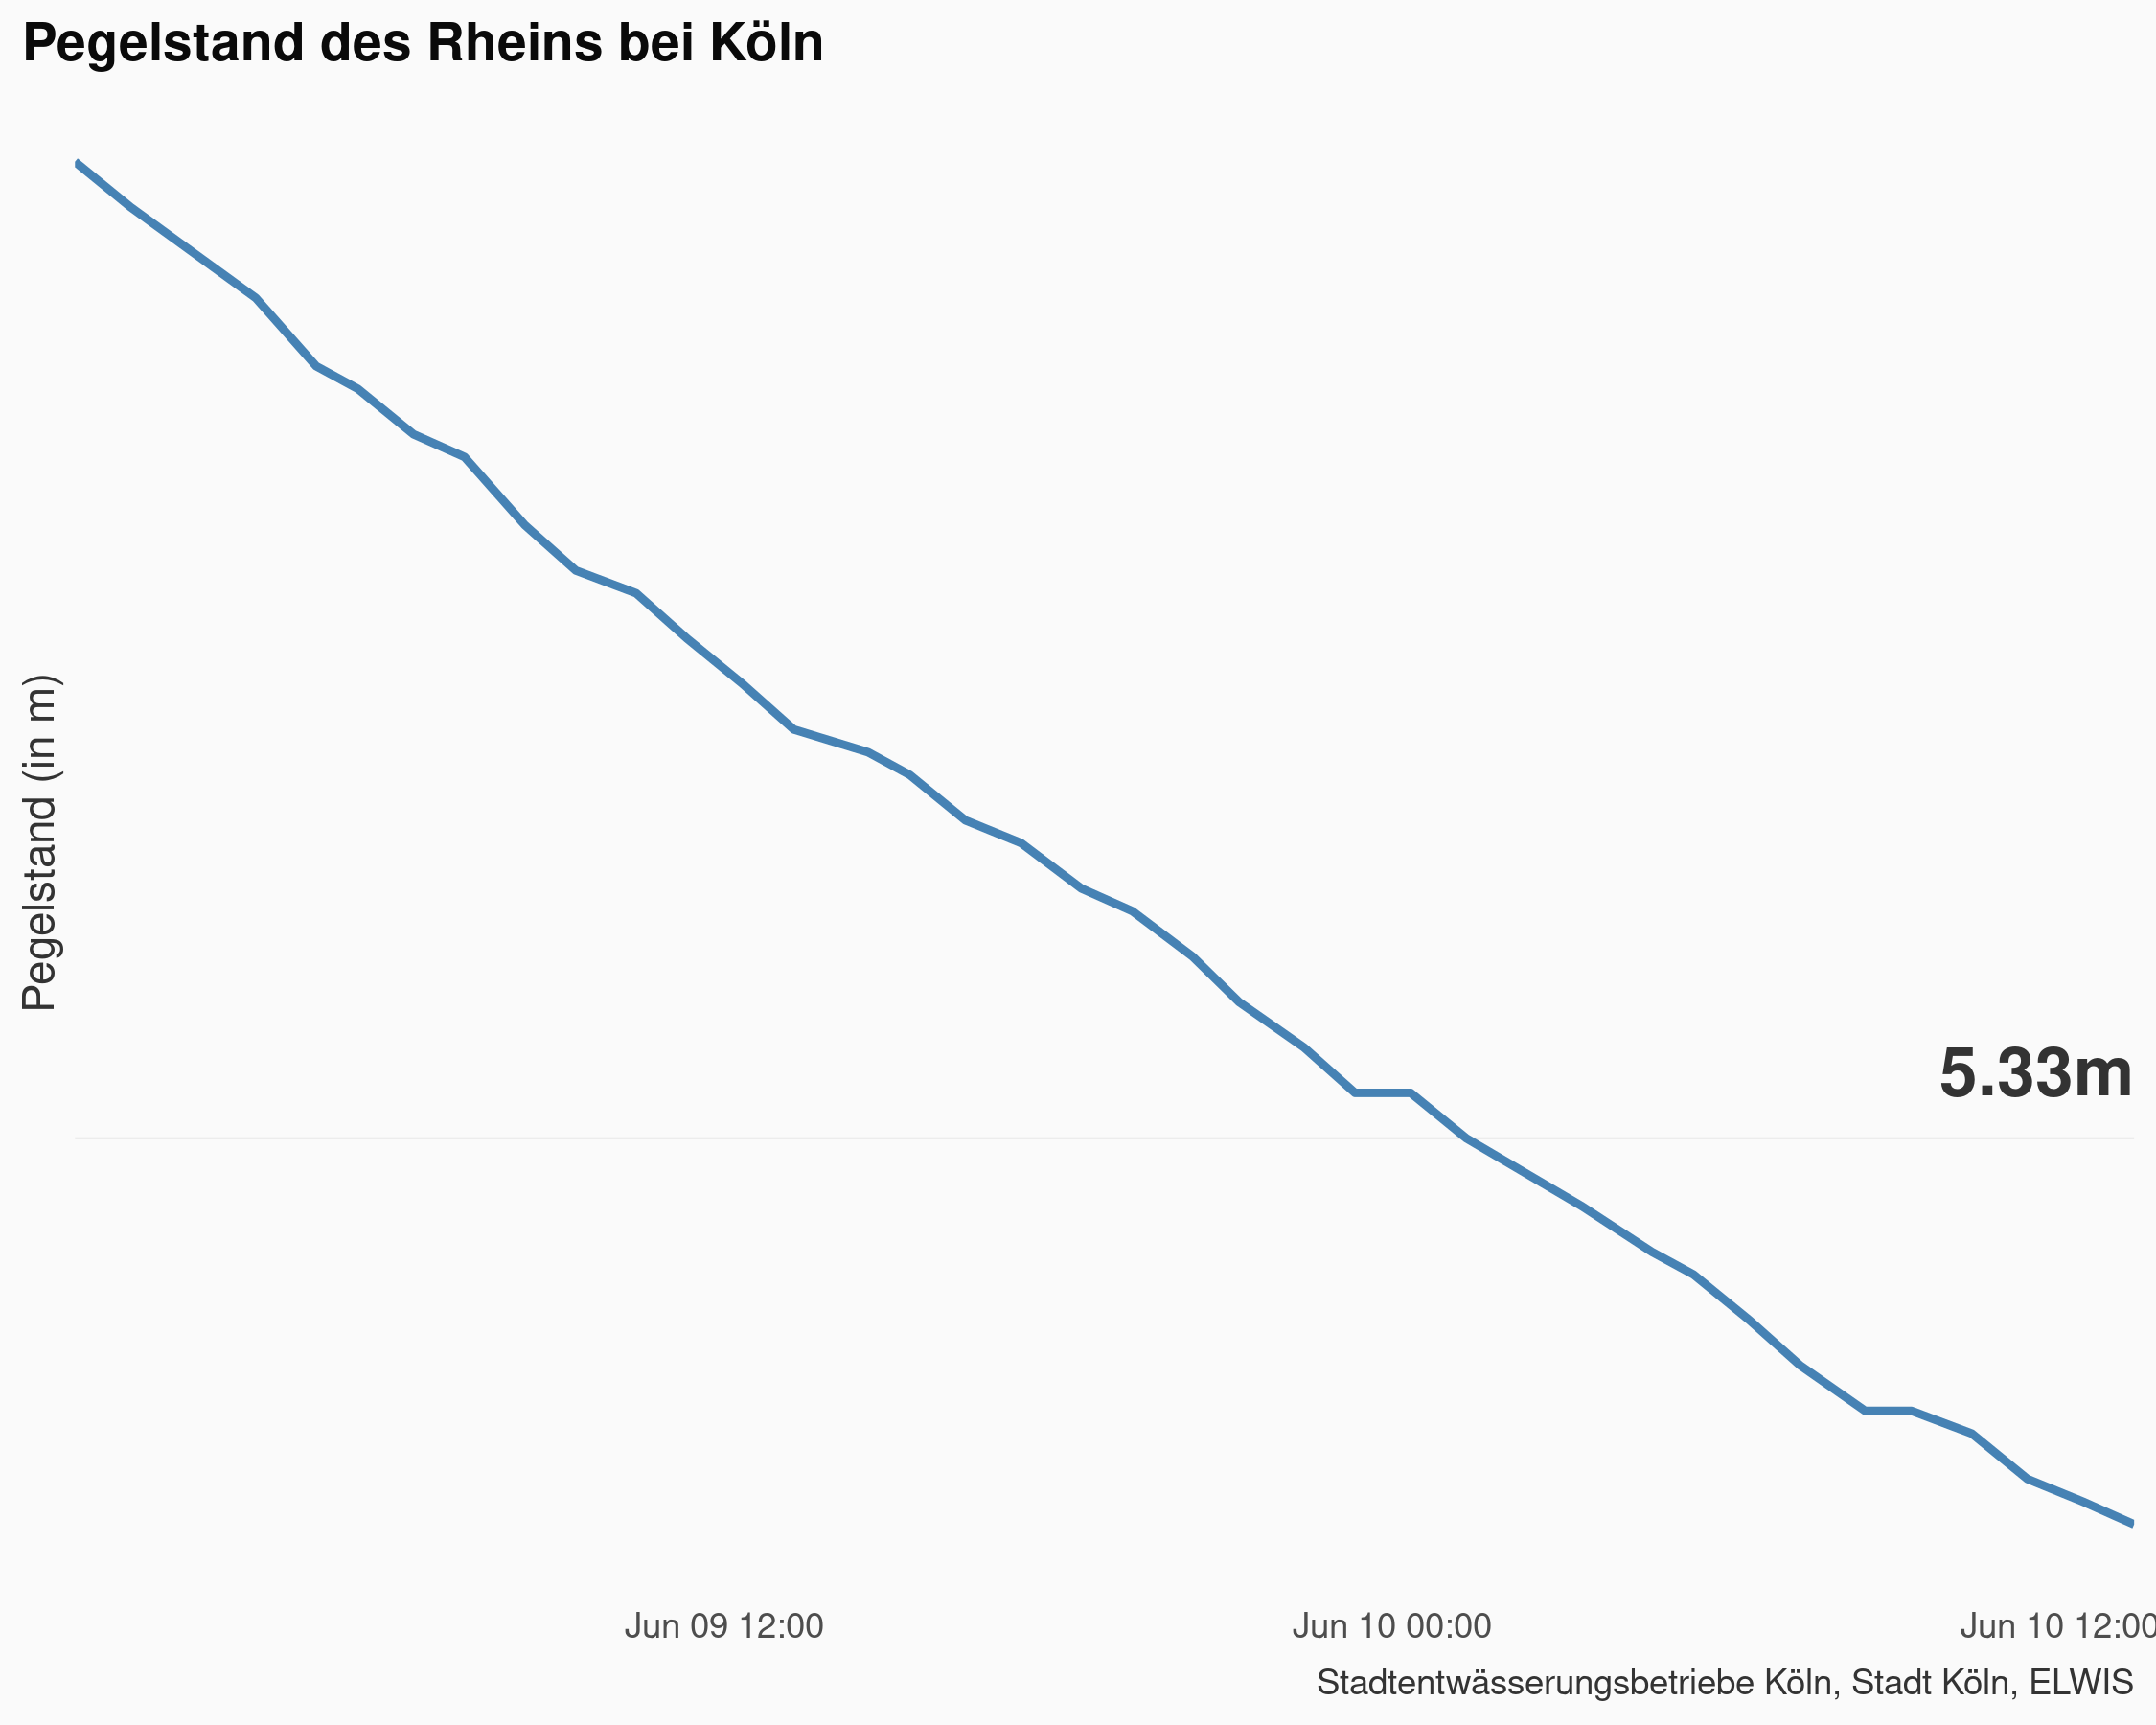 Pegelstand des Rheins bei Köln
Pegelstand (in m)
5.33m
Jun 09 12:00
Jun 10 00:00
Jun 10 12:00
Stadtentwässerungsbetriebe Köln, Stadt Köln, ELWIS